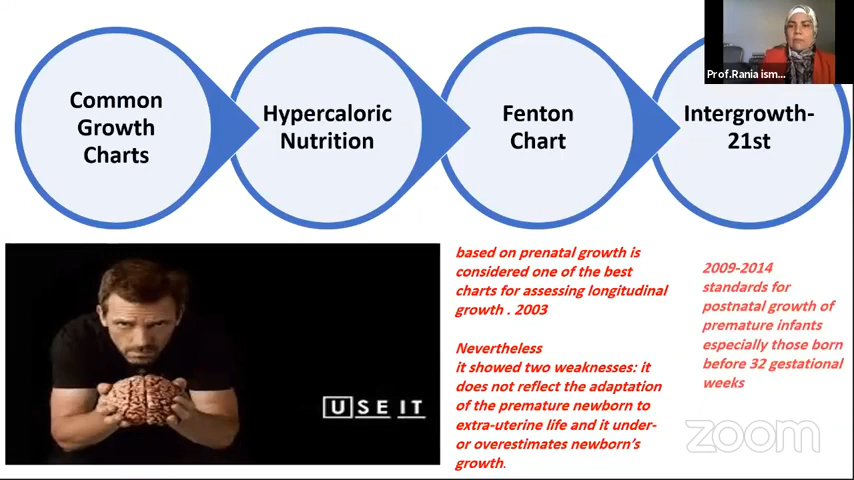 Common
Growth
Charts
Hypercaloric
Nutrition
Fenton
Chart
Intergrowth-
21st
Prof.Rania ism...
based on prenatal growth is
considered one of the best
charts for assessing longitudinal
growth . 2003
Nevertheless
it showed two weaknesses: it
does not reflect the adaptation
of the premature newborn to
extra-uterine life and it under-
or overestimates newborn's
growth.
2009-2014
standards for
postnatal growth of
premature infants
especially those born
before 32 gestational
weeks
USE IT
zoom